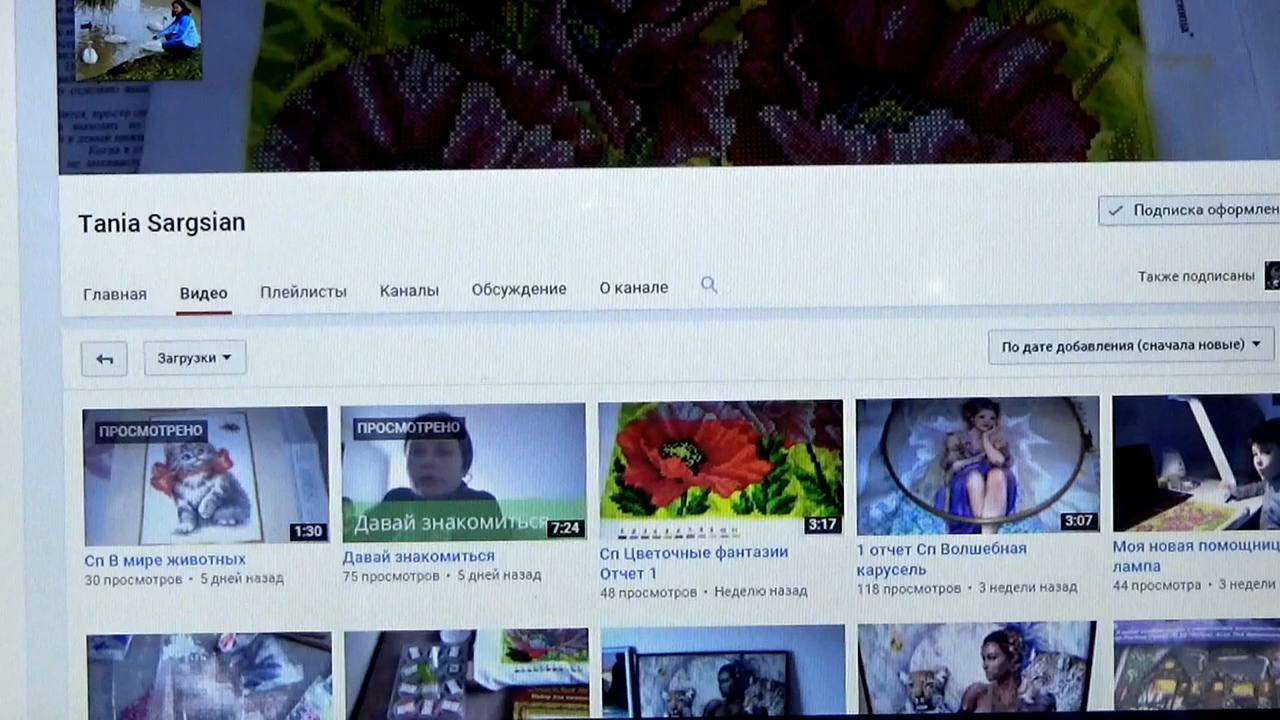 Когда в от
Tania Sargsian
Подписка оформлен
Главная
Видео
Плейлисты
Каналы
Обсуждение
О канале
Также подписаны
Загрузки
По дате добавления (сначала новые)
ПРОСМОТРЕНО
1:30
ПРОСМОТРЕНО
Давай знакомиться
7:24
3:17
3:07
Сп В мире животных
30 просмотров • 5 дней назад
Давай знакомиться
75 просмотров • 5 дней назад
Сп Цветочные фантазии
Отчет 1
48 просмотров • Неделю назад
1 отчет Сп Волшебная
карусель
118 просмотров • 3 недели назад
Моя новая помощниц
лампа
44 просмотра • 3 недели